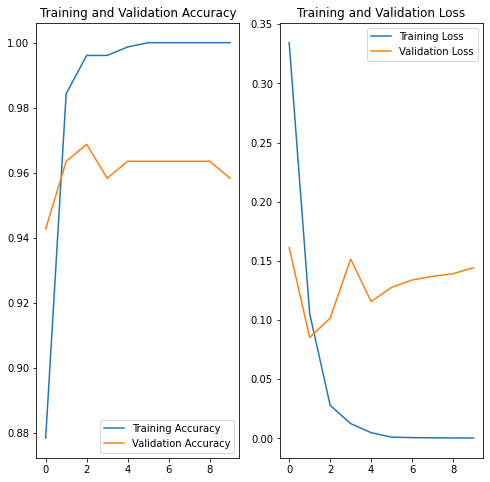 Training and Validation Accuracy
1.00
0.98
0.96
0.94
0.92
0.90
0.88
0 2 4 6 8
Training Accuracy
Validation Accuracy
Training and Validation Loss
0.35
0.30
0.25
0.20
0.15
0.10
0.05
0.00
0 2 4 6 8
Training Loss
Validation Loss